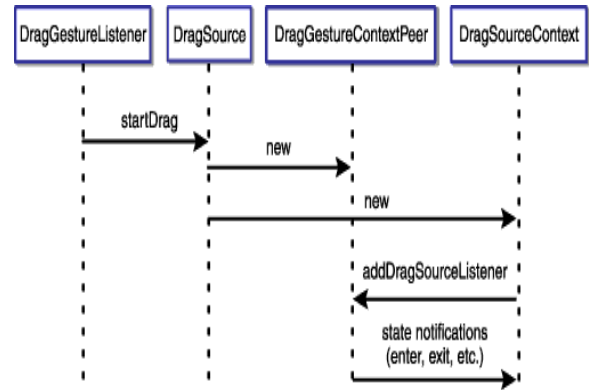 DragGestureListener
DragSource
DragGestureContextPeer
DragSourceContext
startDrag
new
new
addDragSourceListener
state notifications
(enter, exit, etc.)